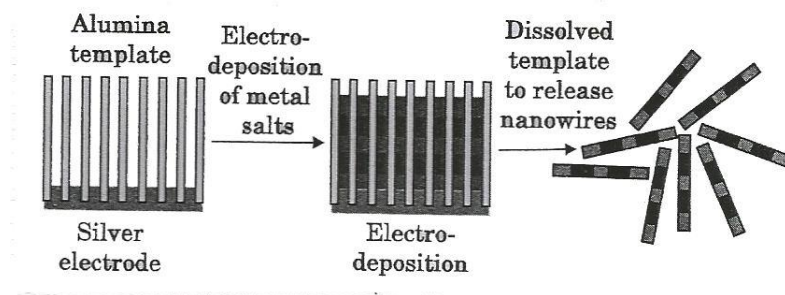 Alumina
template
Electro-
deposition
of metal
salts
Dissolved
template
to release
nanowires
Silver
electrode
Electro-
deposition